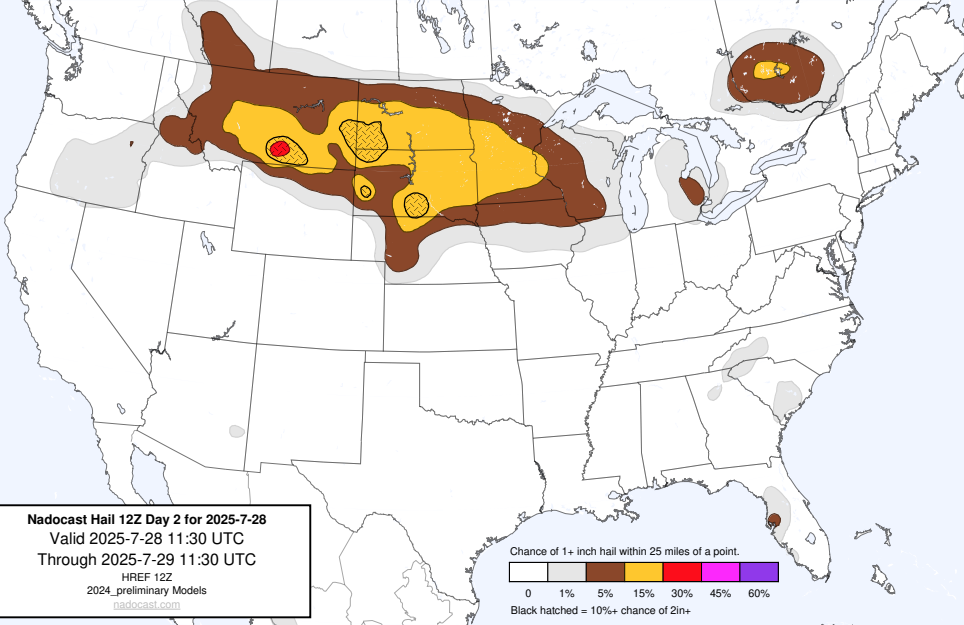 Nadocast Hail 12Z Day 2 for 2025-7-28
Valid 2025-7-28 11:30 UTC
Through 2025-7-29 11:30 UTC
HREF 12Z
2024_preliminary Models
nadocast.com
Chance of 1+ inch hail within 25 miles of a point.
0 1% 5% 15% 30% 45% 60%
Black hatched = 10%+ chance of 2in+